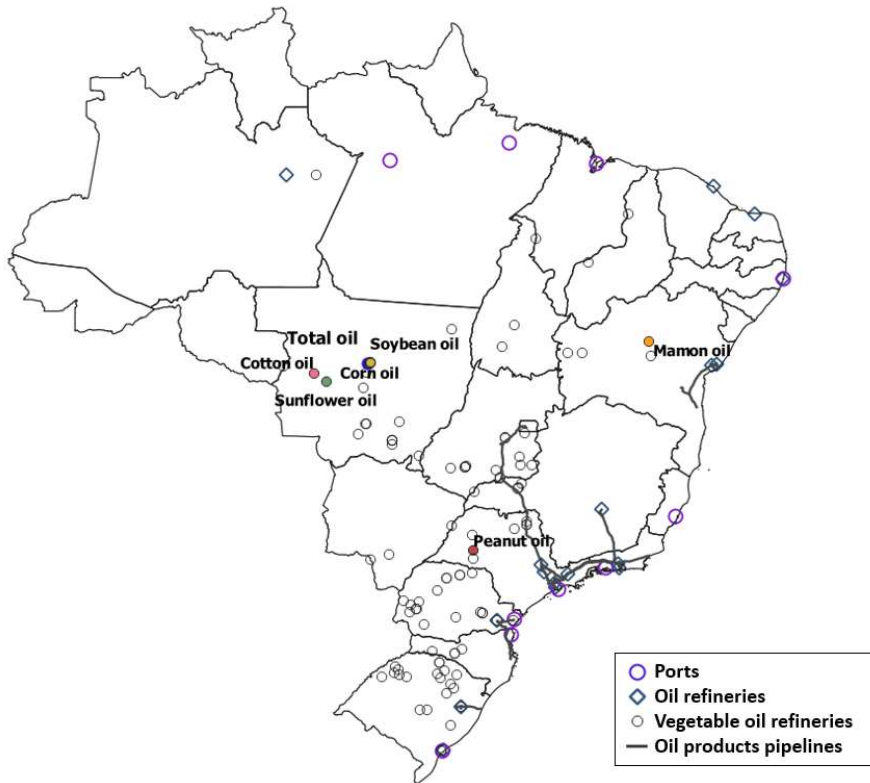 Total oil
Soybean oil
Mamon oil
Cotton oil
Corn oil
Sunflower oil
Peanut oil
Ports
Oil refineries
Vegetable oil refineries
Oil products pipelines